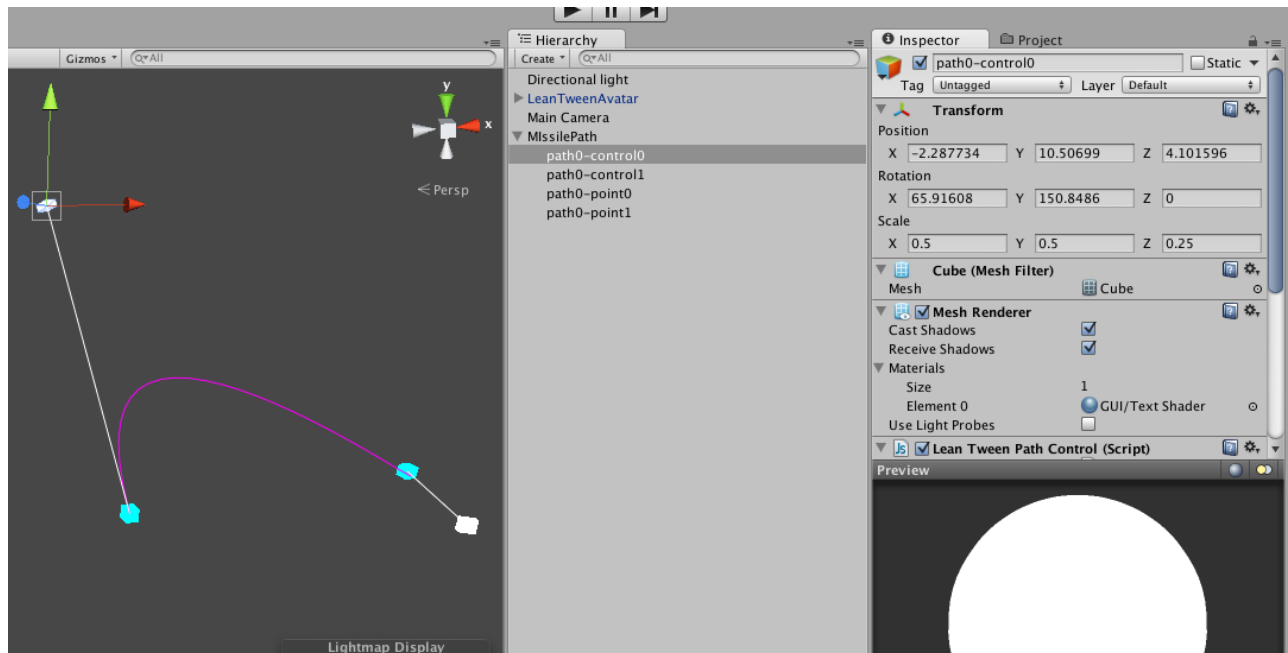 Gizmos
All
y
x
Persp
Lightmap Display
Hierarchy
Create
All
Directional light
LeanTweenAvatar
Main Camera
MIssilePath
path0-control0
path0-control1
path0-point0
path0-point1
Inspector
Project
path0-control0
Static
Tag Untagged Layer Default
Transform
Position
X -2.287734 Y 10.50699 Z 4.101596
Rotation
X 65.91608 Y 150.8486 Z 0
Scale
X 0.5 Y 0.5 Z 0.25
Cube (Mesh Filter)
Mesh Cube
Mesh Renderer
Cast Shadows
Receive Shadows
Materials
Size 1
Element 0 GUI/Text Shader
Use Light Probes
Js Lean Tween Path Control (Script)
Preview